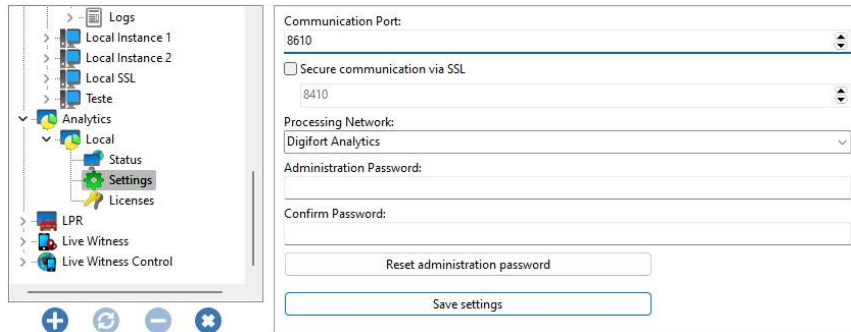 Logs
Local Instance 1
Local Instance 2
Local SSL
Teste
Analytics
Local
Status
Settings
Licenses
LPR
Live Witness
Live Witness Control
Communication Port:
8610
Secure communication via SSL
8410
Processing Network:
Digifort Analytics
Administration Password:
Confirm Password:
Reset administration password
Save settings